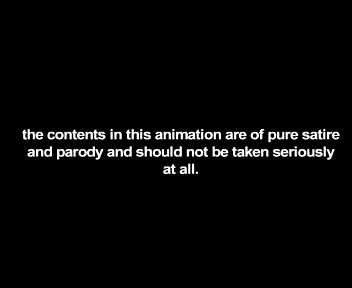 the contents in this animation are of pure satire
and parody and should not be taken seriously
at all.